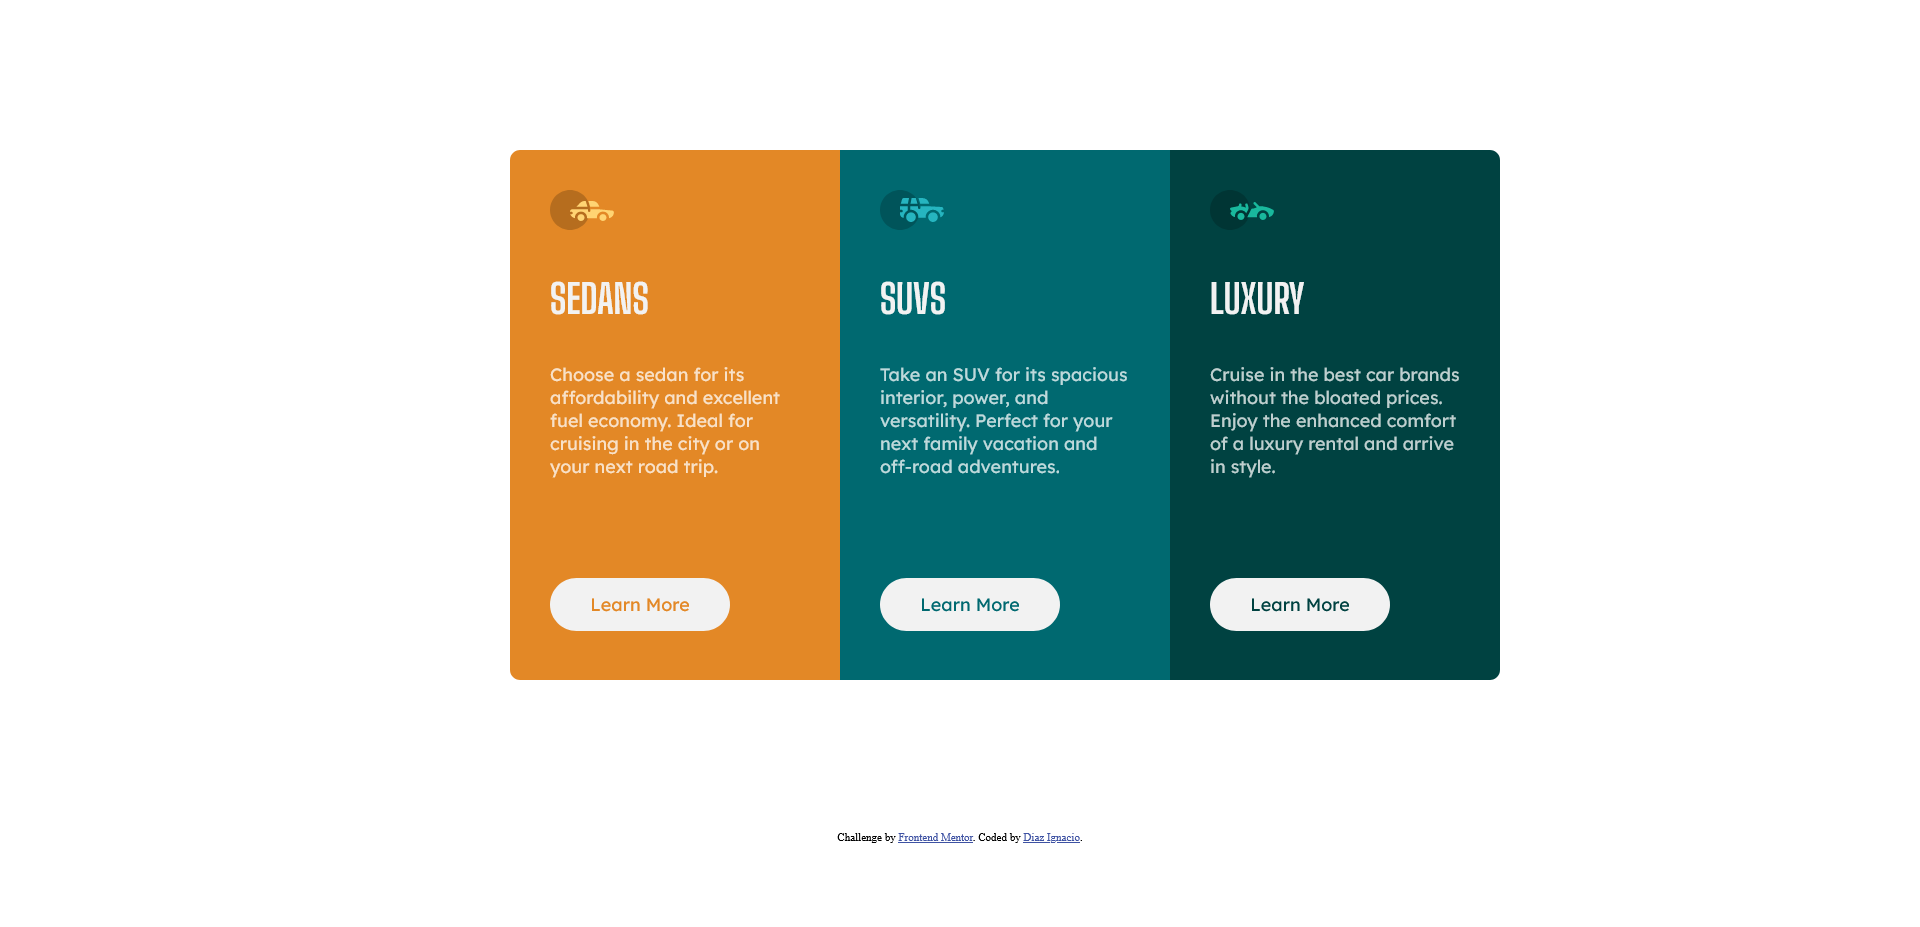 SEDANS
Choose a sedan for its
affordability and excellent
fuel economy. Ideal for
cruising in the city or on
your next road trip.
Learn More
SUVS
Take an SUV for its spacious
interior, power, and
versatility. Perfect for your
next family vacation and
off-road adventures.
Learn More
LUXURY
Cruise in the best car brands
without the bloated prices.
Enjoy the enhanced comfort
of a luxury rental and arrive
in style.
Learn More
Challenge by Frontend Mentor. Coded by Diaz Ignacio.